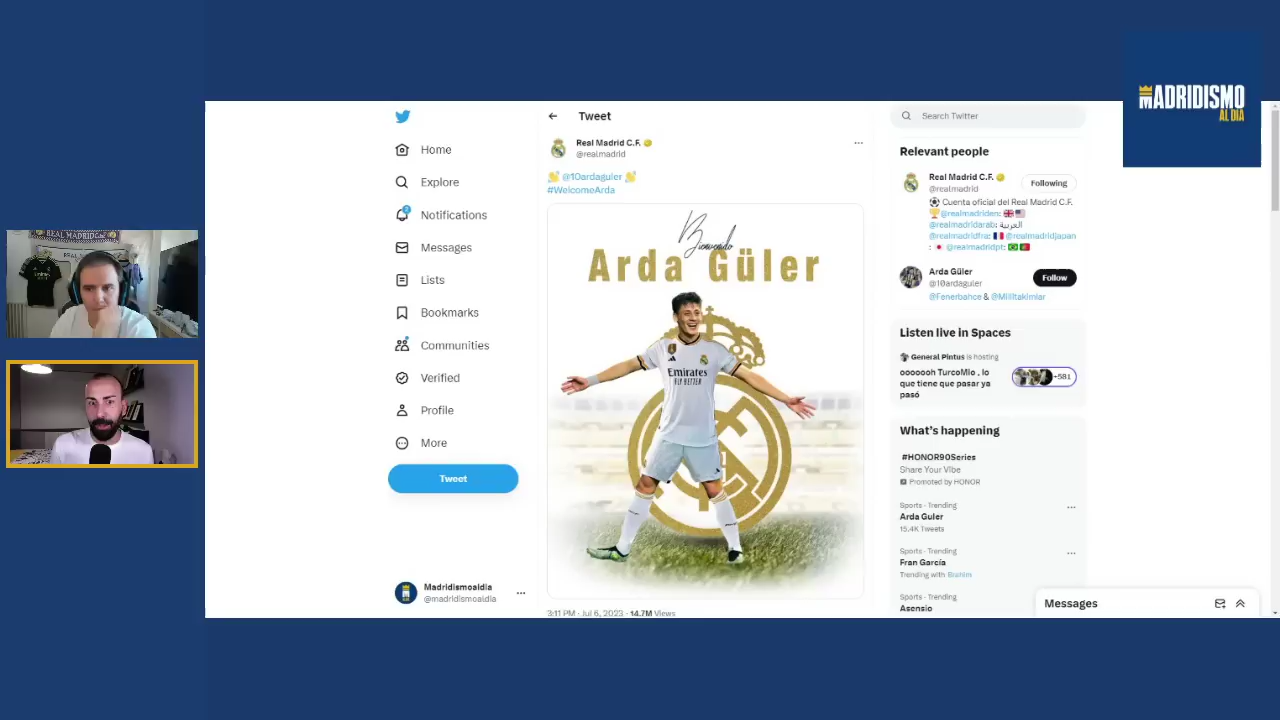 REAL MADRID C.F.
MADRIDISMO
AL DÍA
Home
Explore
Notifications
Messages
Lists
Bookmarks
Communities
Verified
Profile
More
Tweet
Madridismoaldia
@madridismoaldia
Tweet
Real Madrid C.F.
@realmadrid
@10ardaguler
#WelcomeArda
Bienvenido
Arda Güler
Emirates
FLY BETTER
3:11 PM · Jul 6, 2023 · 14.7M Views
Search Twitter
Relevant people
Real Madrid C.F.
@realmadrid
Following
Cuenta oficial del Real Madrid C.F.
@realmadriden: 🇬🇧🇺🇸
@realmadridarab: العربية
@realmadridfra: 🇫🇷 @realmadridjapan
: 🇯🇵 @realmadridpt: 🇧🇷🇵🇹
Arda Güler
@10ardaguler
Follow
@Fenerbahce & @MilliTakimlar
Listen live in Spaces
General Pintus is hosting
ooooooh TurcoMio , lo
que tiene que pasar ya
pasó
+581
What's happening
#HONOR90Series
Share Your Vibe
Promoted by HONOR
Sports · Trending
Arda Guler
15.4K Tweets
Sports · Trending
Fran García
Trending with Brahim
Sports · Trending
Asensio
Messages